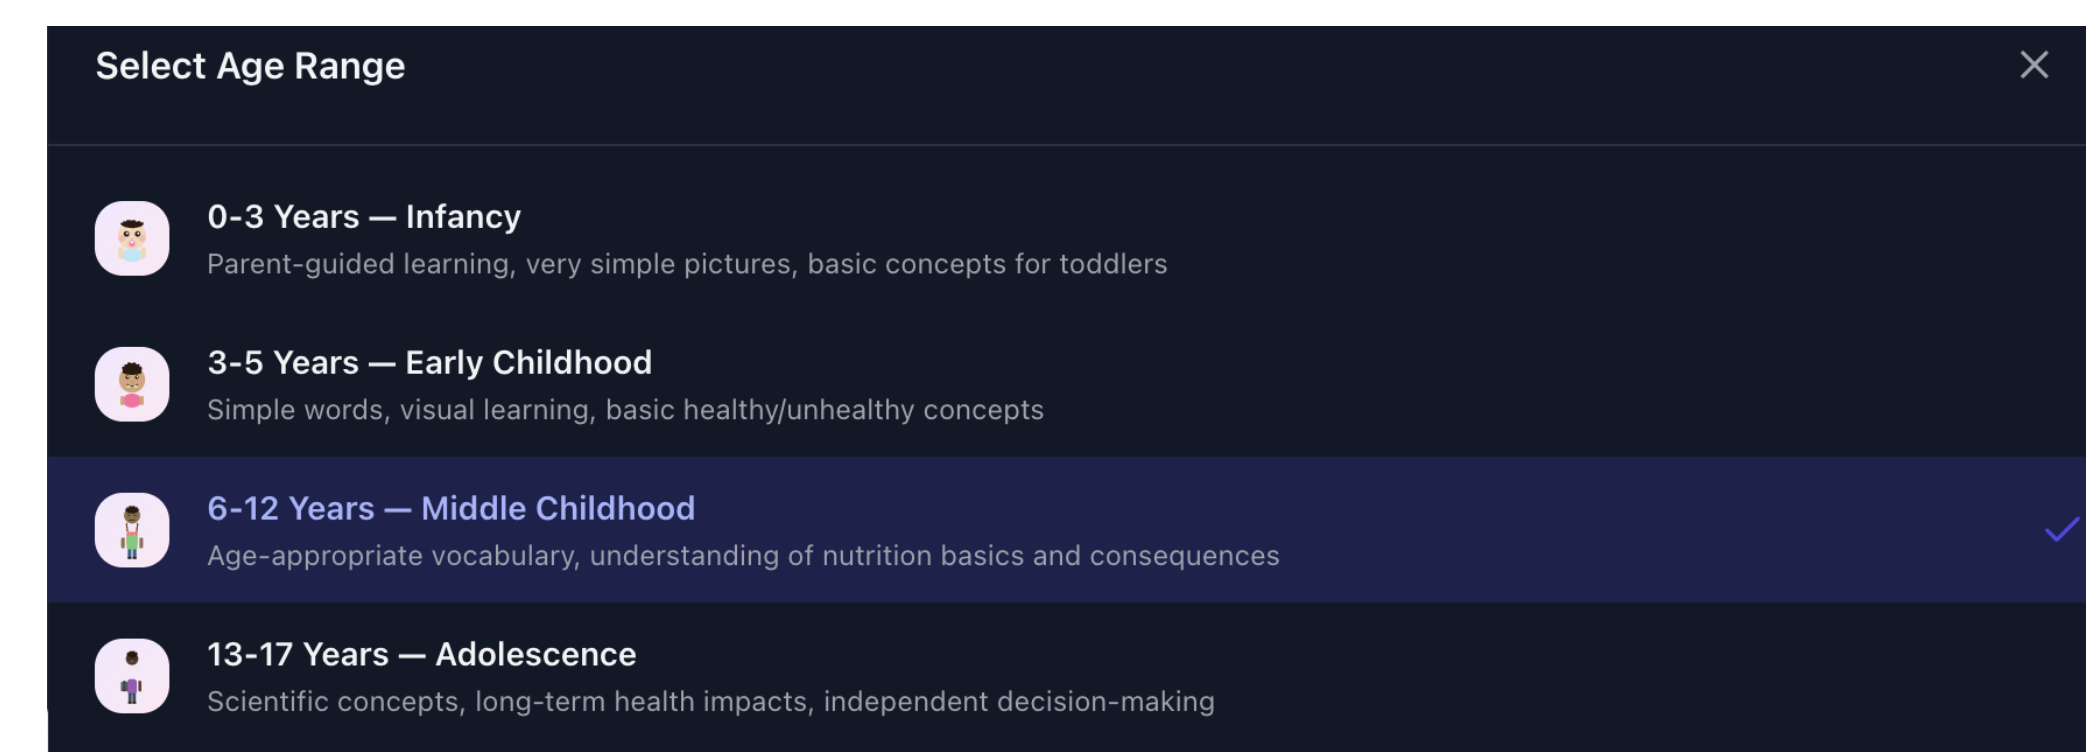 Select Age Range
0-3 Years — Infancy
Parent-guided learning, very simple pictures, basic concepts for toddlers
3-5 Years — Early Childhood
Simple words, visual learning, basic healthy/unhealthy concepts
6-12 Years — Middle Childhood
Age-appropriate vocabulary, understanding of nutrition basics and consequences
13-17 Years — Adolescence
Scientific concepts, long-term health impacts, independent decision-making